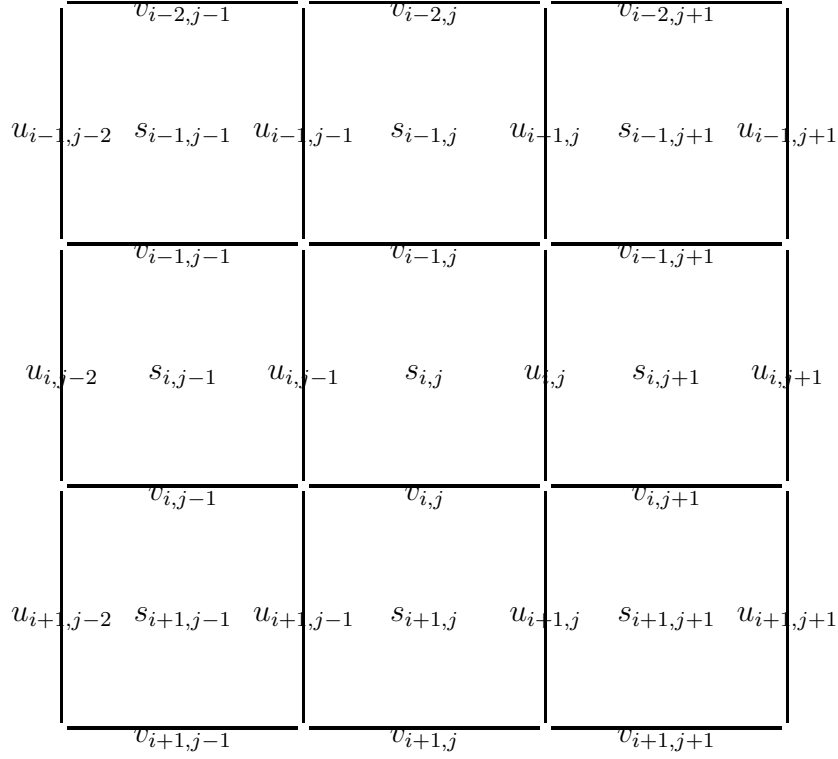 v_{i−2,j−1} v_{i−2,j} v_{i−2,j+1}
u_{i−1,j−2} s_{i−1,j−1} u_{i−1,j−1} s_{i−1,j} u_{i−1,j} s_{i−1,j+1} u_{i−1,j+1}
v_{i−1,j−1} v_{i−1,j} v_{i−1,j+1}
u_{i,j−2} s_{i,j−1} u_{i,j−1} s_{i,j} u_{i,j} s_{i,j+1} u_{i,j+1}
v_{i,j−1} v_{i,j} v_{i,j+1}
u_{i+1,j−2} s_{i+1,j−1} u_{i+1,j−1} s_{i+1,j} u_{i+1,j} s_{i+1,j+1} u_{i+1,j+1}
v_{i+1,j−1} v_{i+1,j} v_{i+1,j+1}